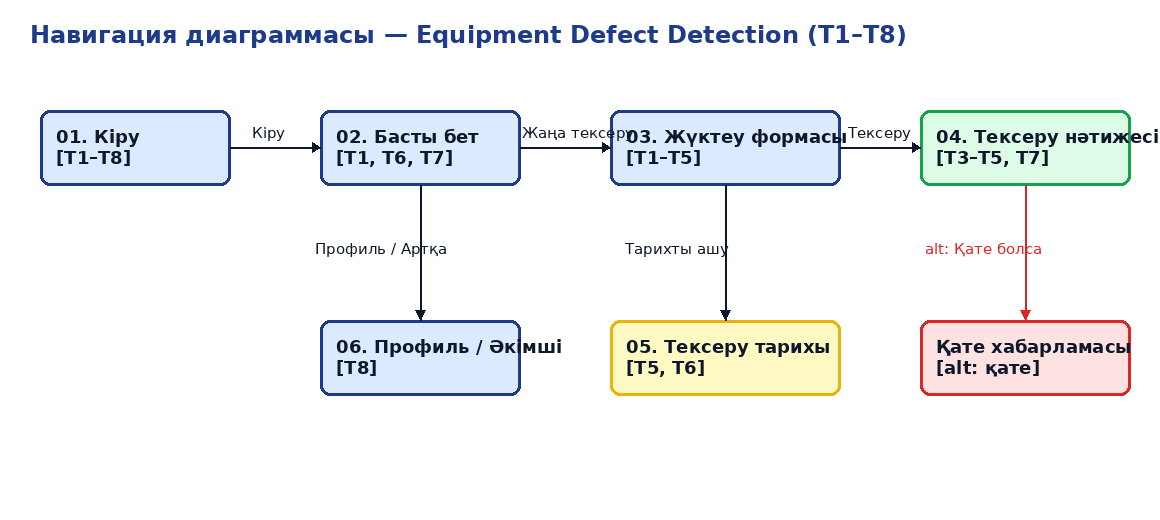 Навигация диаграммасы — Equipment Defect Detection (T1–T8)
01. Кіру
[T1–T8]
Кіру
02. Басты бет
[T1, T6, T7]
Жаңа тексеру
03. Жүктеу формасы
[T1–T5]
Тексеру
04. Тексеру нәтижесі
[T3–T5, T7]
Профиль / Артқа
Тарихты ашу
alt: Қате болса
06. Профиль / Әкімші
[T8]
05. Тексеру тарихы
[T5, T6]
Қате хабарламасы
[alt: қате]